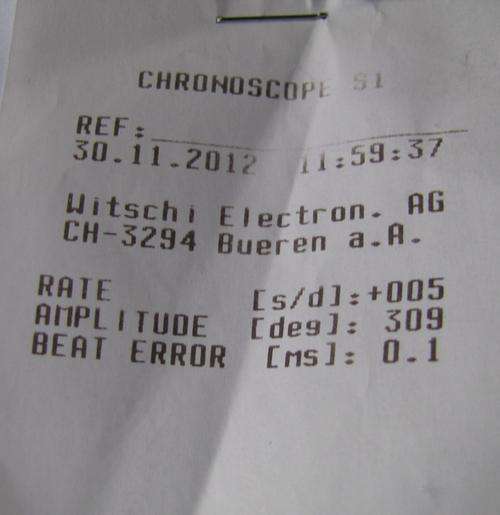 CHRONOSCOPE S1
REF:
30.11.2012 11:59:37
Witschi Electron. AG
CH-3294 Bueren a.A.
RATE [s/d]:+005
AMPLITUDE [deg]: 309
BEAT ERROR [ms]: 0.1